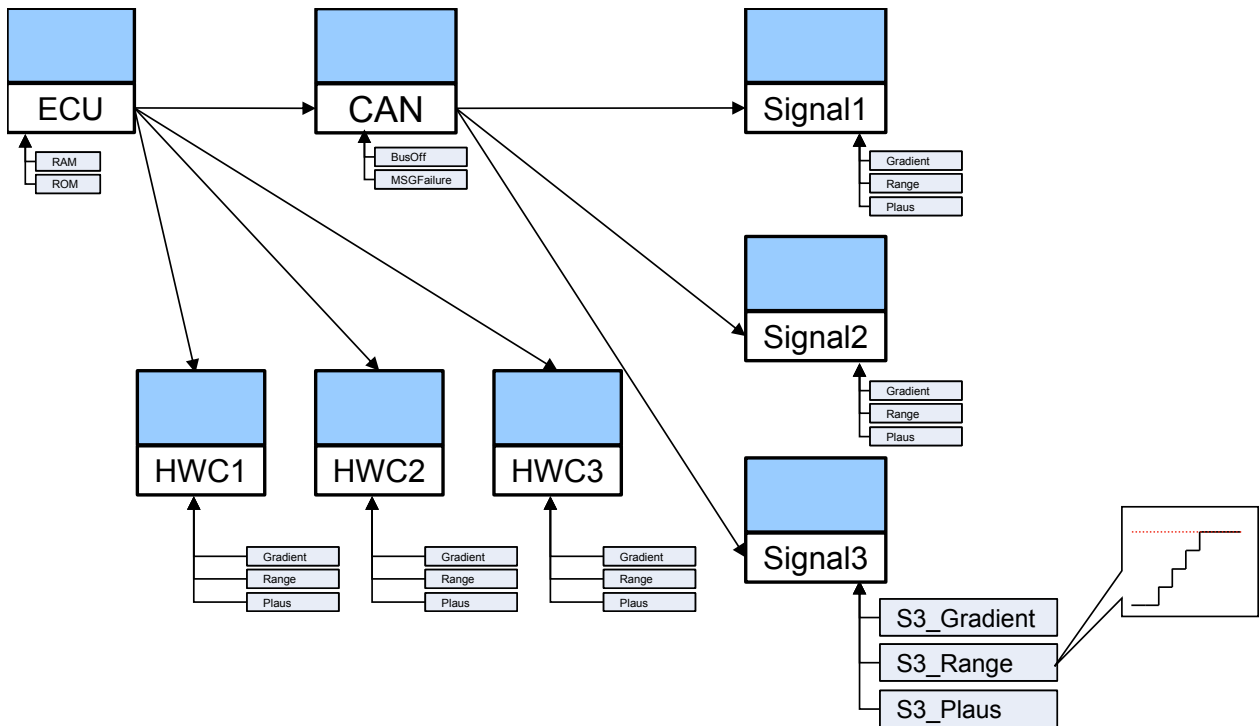 ECU
RAM
ROM
CAN
BusOff
MSGFailure
Signal1
Gradient
Range
Plaus
Signal2
Gradient
Range
Plaus
HWC1
Gradient
Range
Plaus
HWC2
Gradient
Range
Plaus
HWC3
Gradient
Range
Plaus
Signal3
S3_Gradient
S3_Range
S3_Plaus